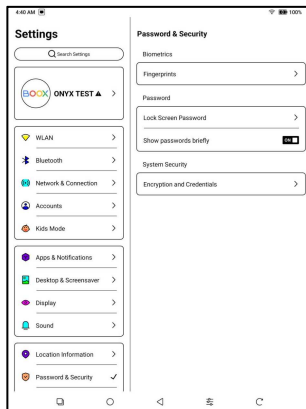 4:40 AM
100%
Settings
Search Settings
BOOX
ONYX TEST
WLAN
Bluetooth
Network & Connection
Accounts
Kids Mode
Apps & Notifications
Desktop & Screensaver
Display
Sound
Location Information
Password & Security
Password & Security
Biometrics
Fingerprints
Password
Lock Screen Password
Show passwords briefly
ON
System Security
Encryption and Credentials